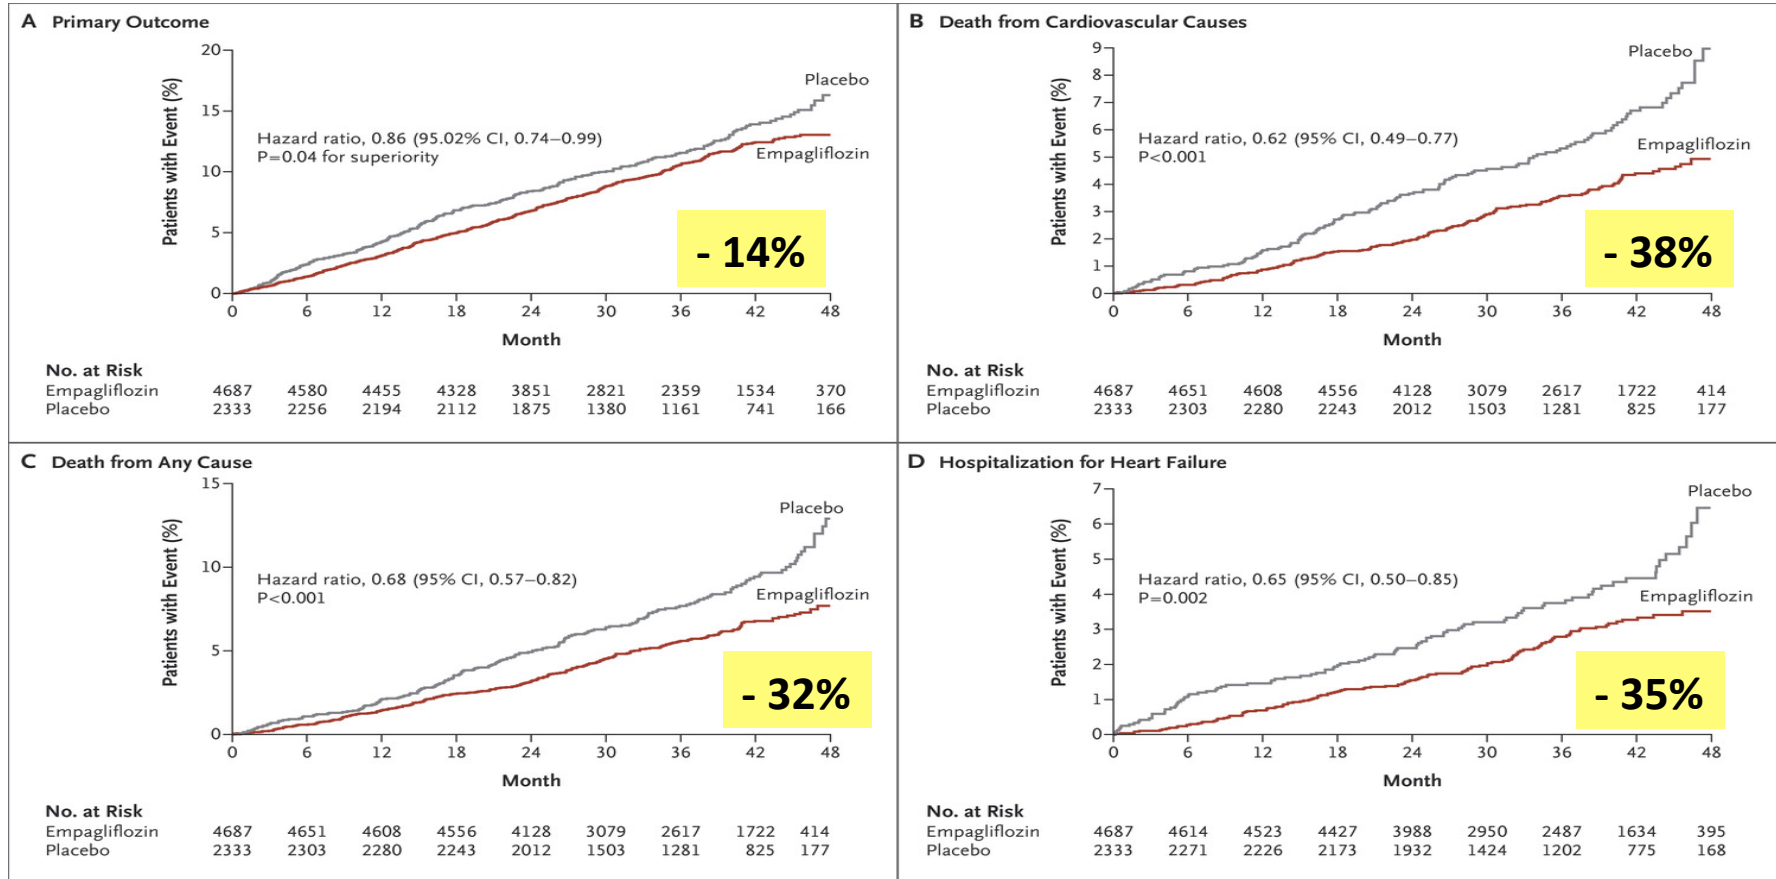 A Primary Outcome
Patients with Event (%)
20
15
10
5
0
Placebo
Hazard ratio, 0.86 (95.02% CI, 0.74–0.99)
P=0.04 for superiority
Empagliflozin
- 14%
0 6 12 18 24 30 36 42 48
Month
No. at Risk
Empagliflozin 4687 4580 4455 4328 3851 2821 2359 1534 370
Placebo 2333 2256 2194 2112 1875 1380 1161 741 166
B Death from Cardiovascular Causes
Patients with Event (%)
9
8
7
6
5
4
3
2
1
0
Placebo
Hazard ratio, 0.62 (95% CI, 0.49–0.77)
P<0.001
Empagliflozin
- 38%
0 6 12 18 24 30 36 42 48
Month
No. at Risk
Empagliflozin 4687 4651 4608 4556 4128 3079 2617 1722 414
Placebo 2333 2303 2280 2243 2012 1503 1281 825 177
C Death from Any Cause
Patients with Event (%)
15
10
5
0
Placebo
Hazard ratio, 0.68 (95% CI, 0.57–0.82)
P<0.001
Empagliflozin
- 32%
0 6 12 18 24 30 36 42 48
Month
No. at Risk
Empagliflozin 4687 4651 4608 4556 4128 3079 2617 1722 414
Placebo 2333 2303 2280 2243 2012 1503 1281 825 177
D Hospitalization for Heart Failure
Patients with Event (%)
7
6
5
4
3
2
1
0
Placebo
Hazard ratio, 0.65 (95% CI, 0.50–0.85)
P=0.002
Empagliflozin
- 35%
0 6 12 18 24 30 36 42 48
Month
No. at Risk
Empagliflozin 4687 4614 4523 4427 3988 2950 2487 1634 395
Placebo 2333 2271 2226 2173 1932 1424 1202 775 168